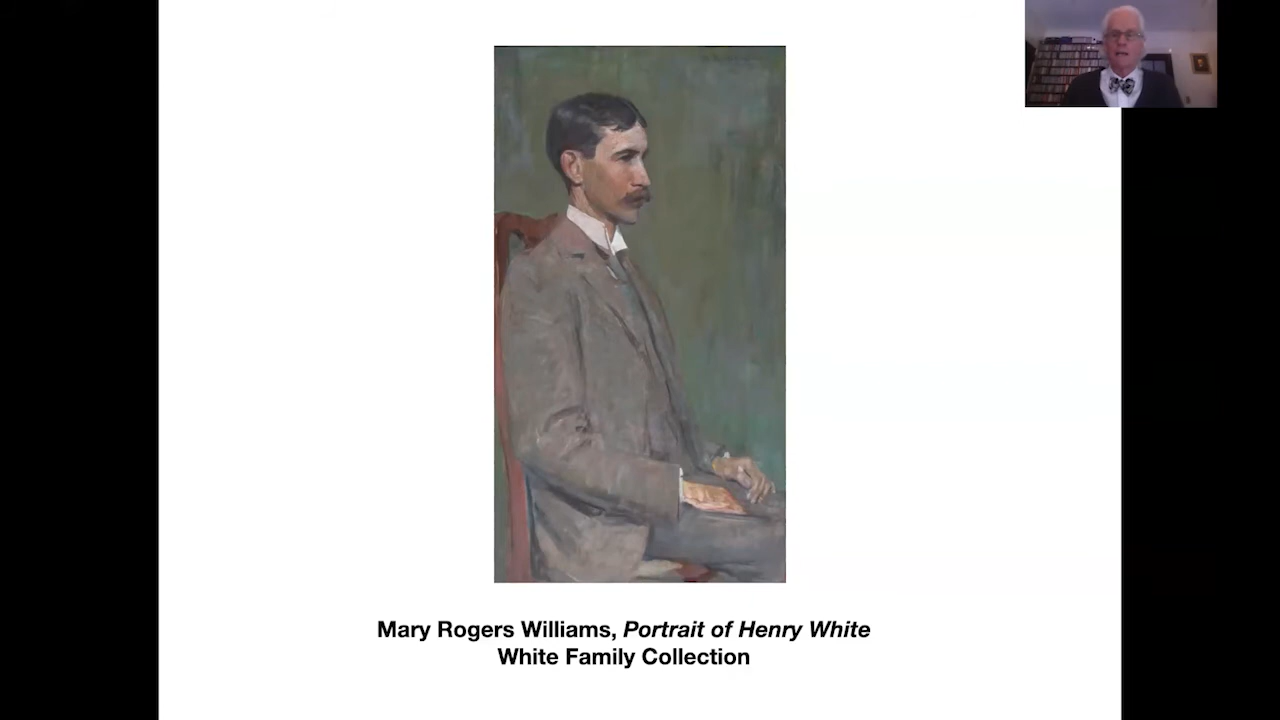 Mary Rogers Williams, Portrait of Henry White
White Family Collection